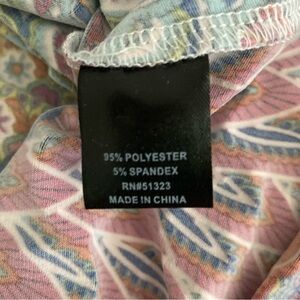 95% POLYESTER
5% SPANDEX
RN#51323
MADE IN CHINA